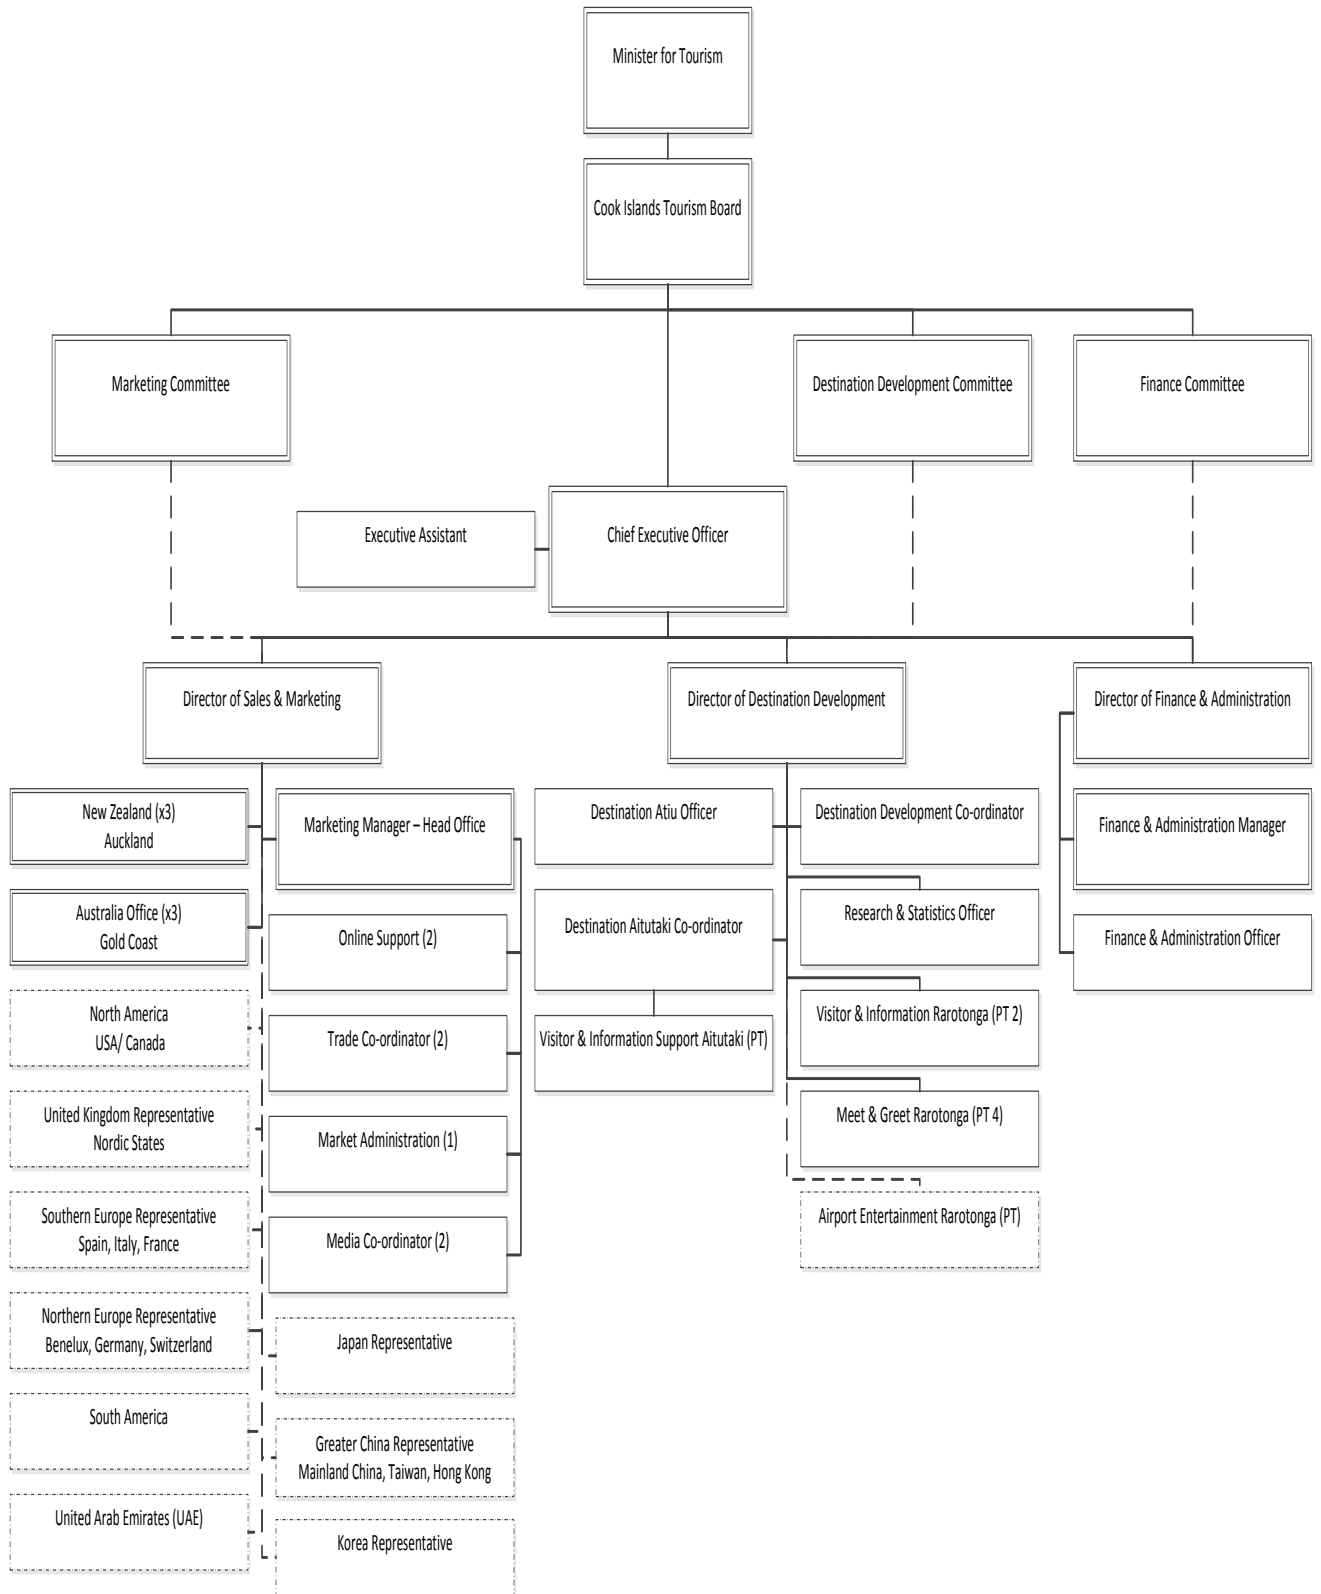 Minister for Tourism
Cook Islands Tourism Board
Marketing Committee
Destination Development Committee
Finance Committee
Executive Assistant
Chief Executive Officer
Director of Sales & Marketing
Director of Destination Development
Director of Finance & Administration
New Zealand (x3)
Auckland
Marketing Manager – Head Office
Destination Atiu Officer
Destination Development Co-ordinator
Finance & Administration Manager
Australia Office (x3)
Gold Coast
Online Support (2)
Destination Aitutaki Co-ordinator
Research & Statistics Officer
Finance & Administration Officer
North America
USA/ Canada
Trade Co-ordinator (2)
Visitor & Information Support Aitutaki (PT)
Visitor & Information Rarotonga (PT 2)
United Kingdom Representative
Nordic States
Market Administration (1)
Meet & Greet Rarotonga (PT 4)
Southern Europe Representative
Spain, Italy, France
Media Co-ordinator (2)
Airport Entertainment Rarotonga (PT)
Northern Europe Representative
Benelux, Germany, Switzerland
Japan Representative
South America
Greater China Representative
Mainland China, Taiwan, Hong Kong
United Arab Emirates (UAE)
Korea Representative